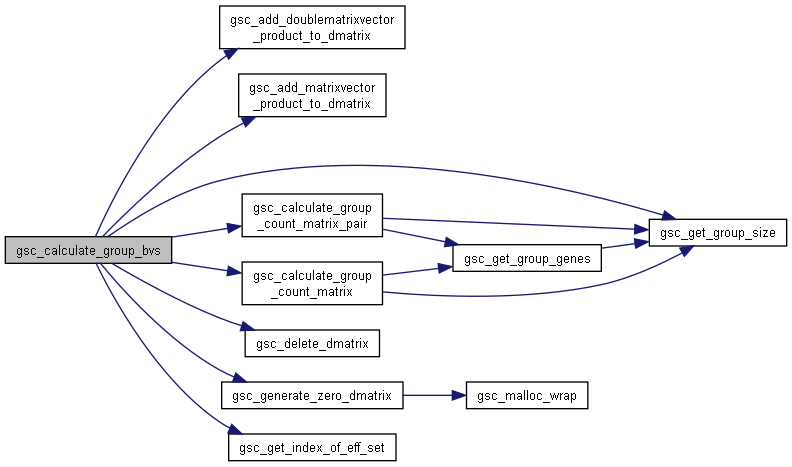 gsc_add_doublematrixvector
_product_to_dmatrix
gsc_add_matrixvector
_product_to_dmatrix
gsc_calculate_group
_count_matrix_pair
gsc_get_group_size
gsc_calculate_group_bvs
gsc_get_group_genes
gsc_calculate_group
_count_matrix
gsc_delete_dmatrix
gsc_generate_zero_dmatrix
gsc_malloc_wrap
gsc_get_index_of_eff_set